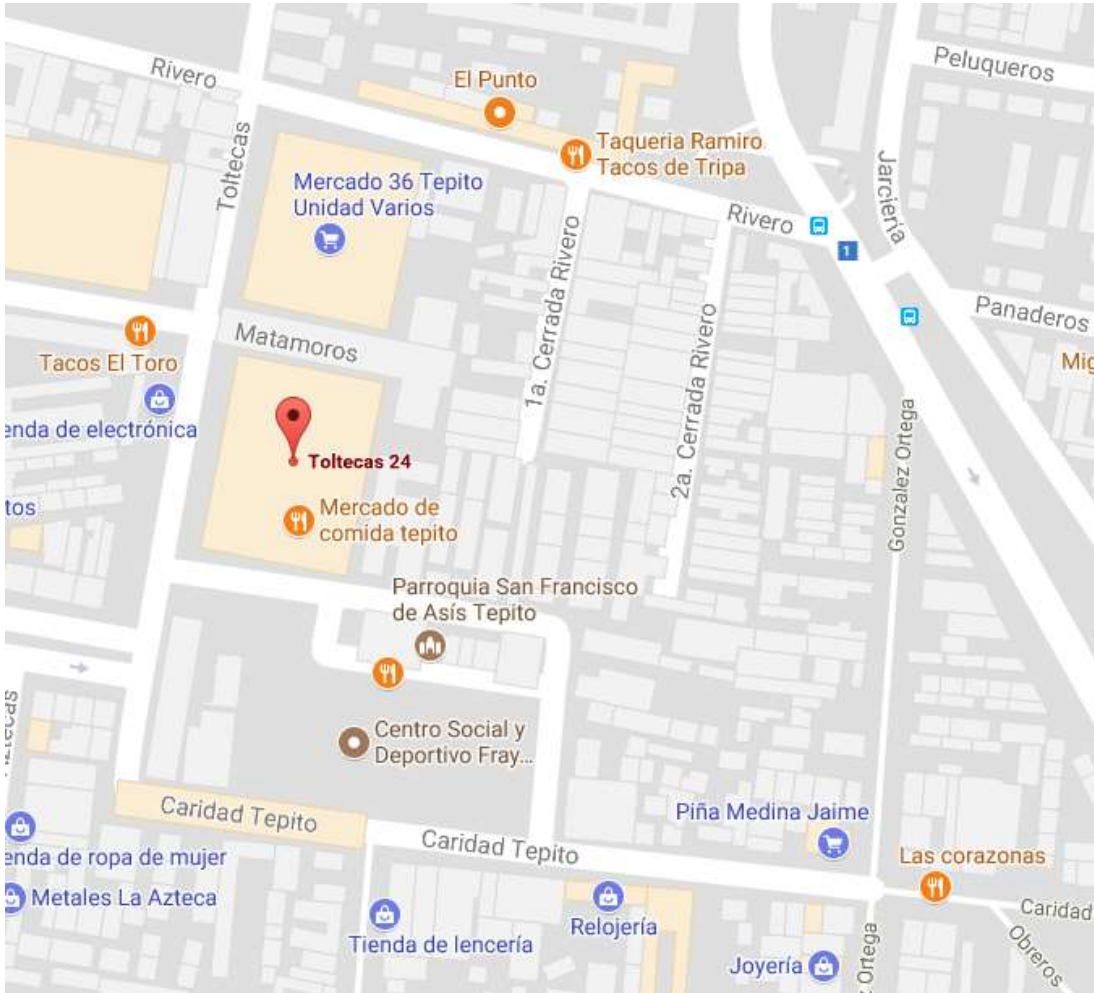 Rivero
El Punto
Peluqueros
Taqueria Ramiro
Tacos de Tripa
Toltecas
Mercado 36 Tepito
Unidad Varios
Jarciería
Rivero
1
1a. Cerrada Rivero
Panaderos
Matamoros
Tacos El Toro
Mig
2a. Cerrada Rivero
enda de electrónica
Gonzalez Ortega
Toltecas 24
tos
Mercado de
comida tepito
Parroquia San Francisco
de Asís Tepito
Aztecas
Centro Social y
Deportivo Fray...
Caridad Tepito
Piña Medina Jaime
Caridad Tepito
enda de ropa de mujer
Las corazonas
Metales La Azteca
Caridad
Relojería
Tienda de lencería
Obreros
z Ortega
Joyería